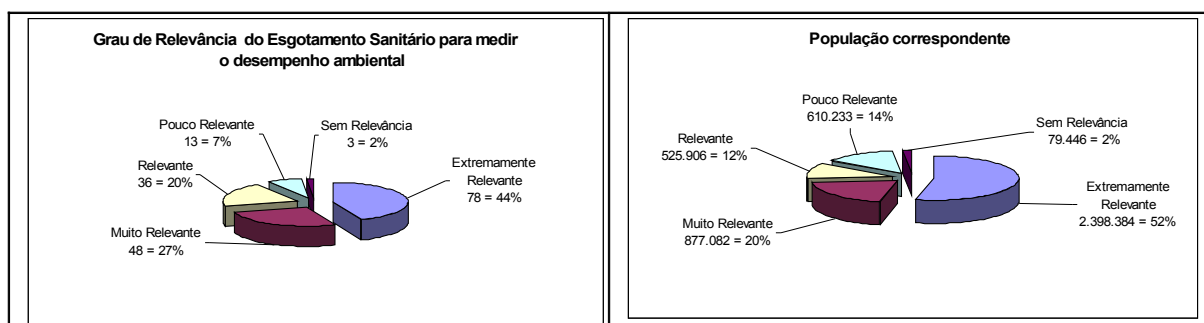 Grau de Relevância do Esgotamento Sanitário para medir
o desempenho ambiental
Pouco Relevante
13 = 7%
Sem Relevância
3 = 2%
Relevante
36 = 20%
Extremamente
Relevante
78 = 44%
Muito Relevante
48 = 27%
População correspondente
Pouco Relevante
610.233 = 14%
Sem Relevância
79.446 = 2%
Relevante
525.906 = 12%
Extremamente
Relevante
2.398.384 = 52%
Muito Relevante
877.082 = 20%